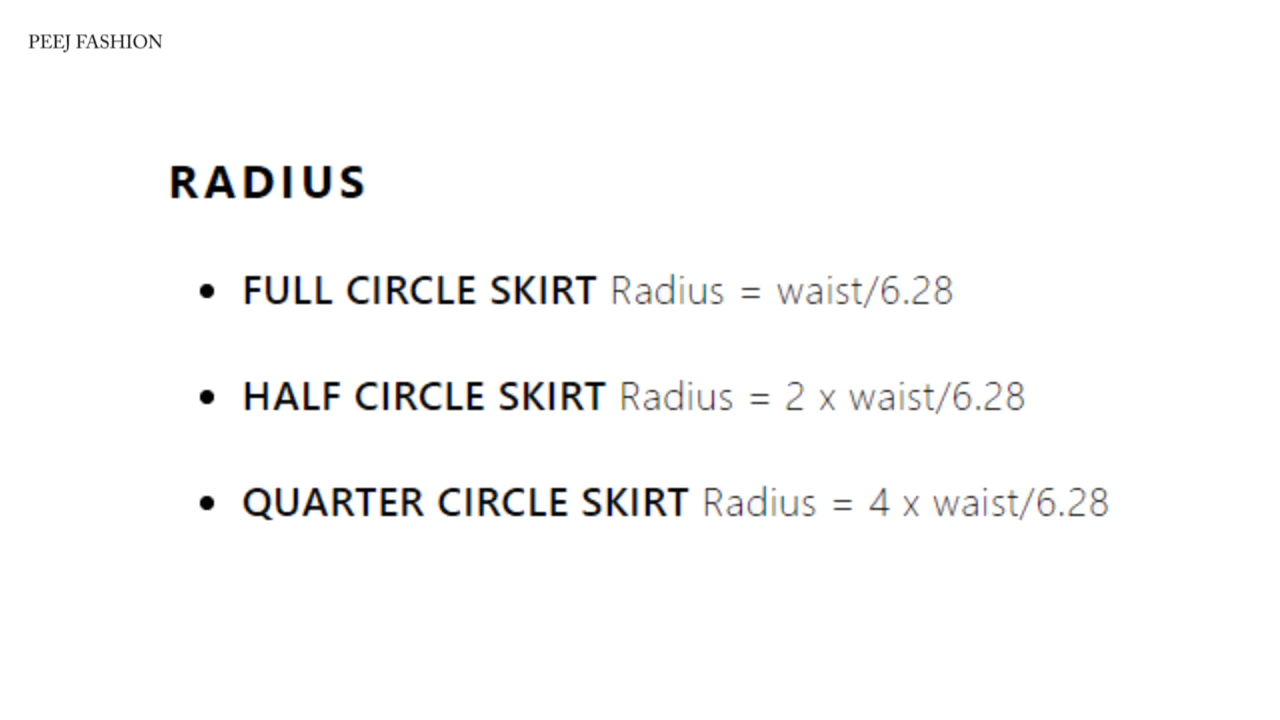 PEEJ FASHION
RADIUS
• FULL CIRCLE SKIRT Radius = waist/6.28
• HALF CIRCLE SKIRT Radius = 2 x waist/6.28
• QUARTER CIRCLE SKIRT Radius = 4 x waist/6.28